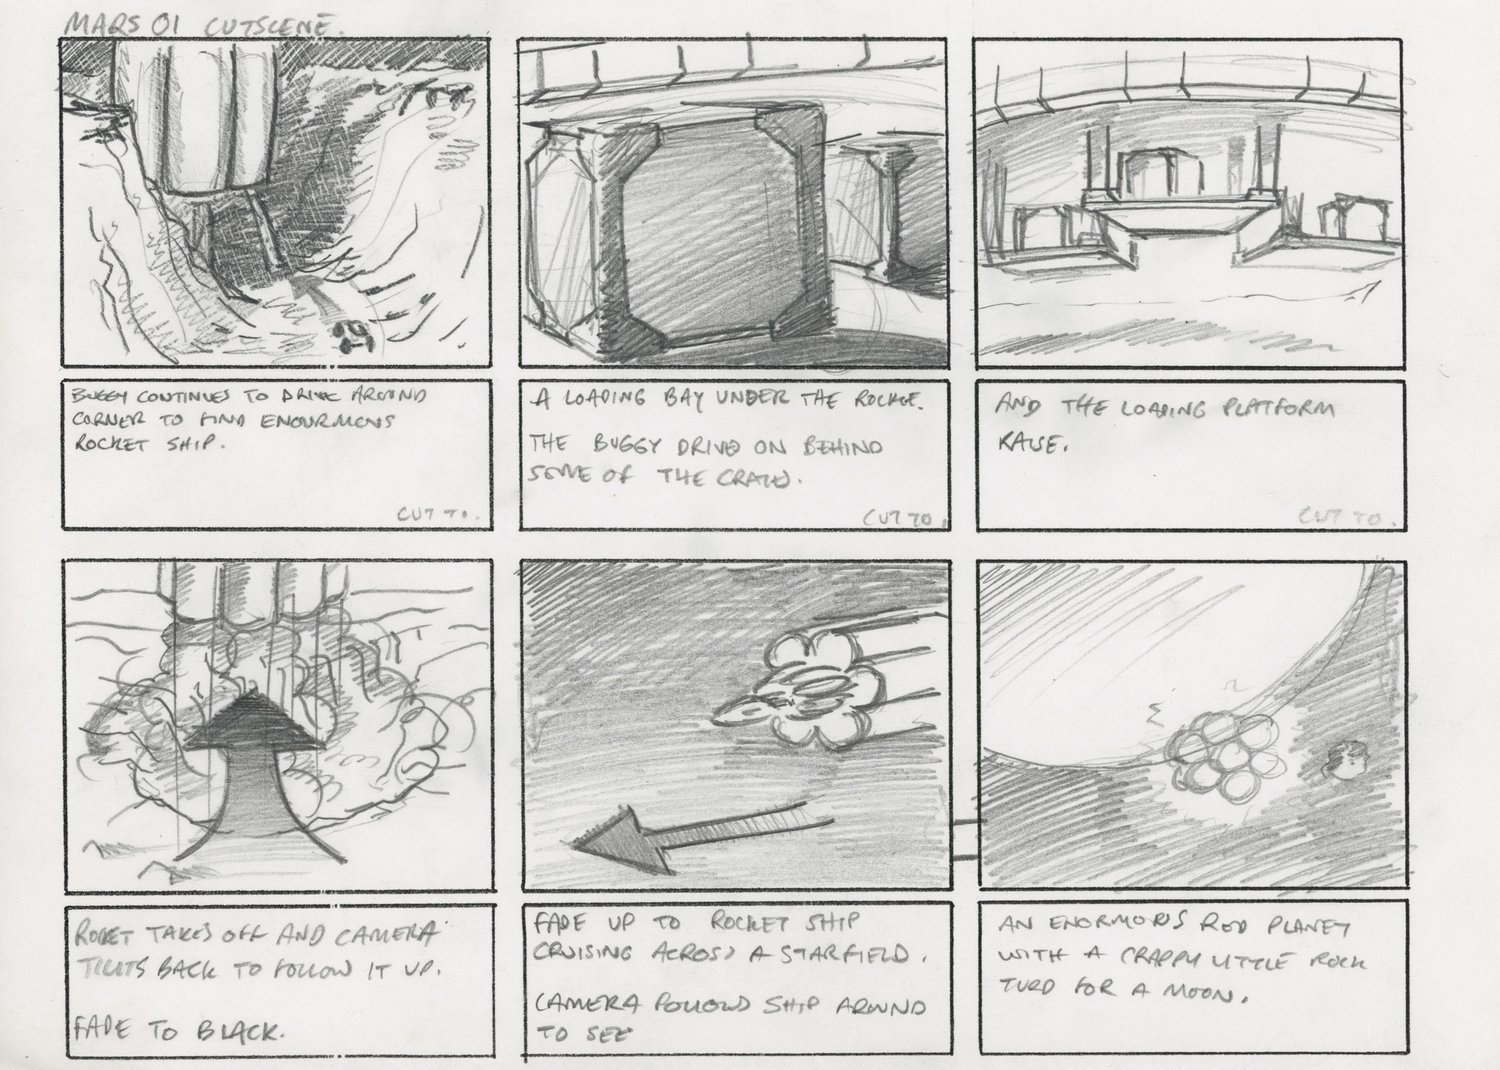 MARS 01 CUTSCENE.
BUGGY CONTINUES TO DRIVE AROUND
CORNER TO FIND ENOURMONS
ROCKET SHIP.
CUT TO.
A LOADING BAY UNDER THE ROCKET.
THE BUGGY DRIVES ON BEHIND
SOME OF THE CRATES.
CUT TO.
AND THE LOADING PLATFORM
RAISE.
CUT TO.
ROCKET TAKES OFF AND CAMERA
TILTS BACK TO FOLLOW IT UP.
FADE TO BLACK.
FADE UP TO ROCKET SHIP
CRUISING ACROSS A STARFIELD.
CAMERA FOLLOWS SHIP AROUND
TO SEE
AN ENORMOUS RED PLANET
WITH A CRAPPY LITTLE ROCK
TURD FOR A MOON.